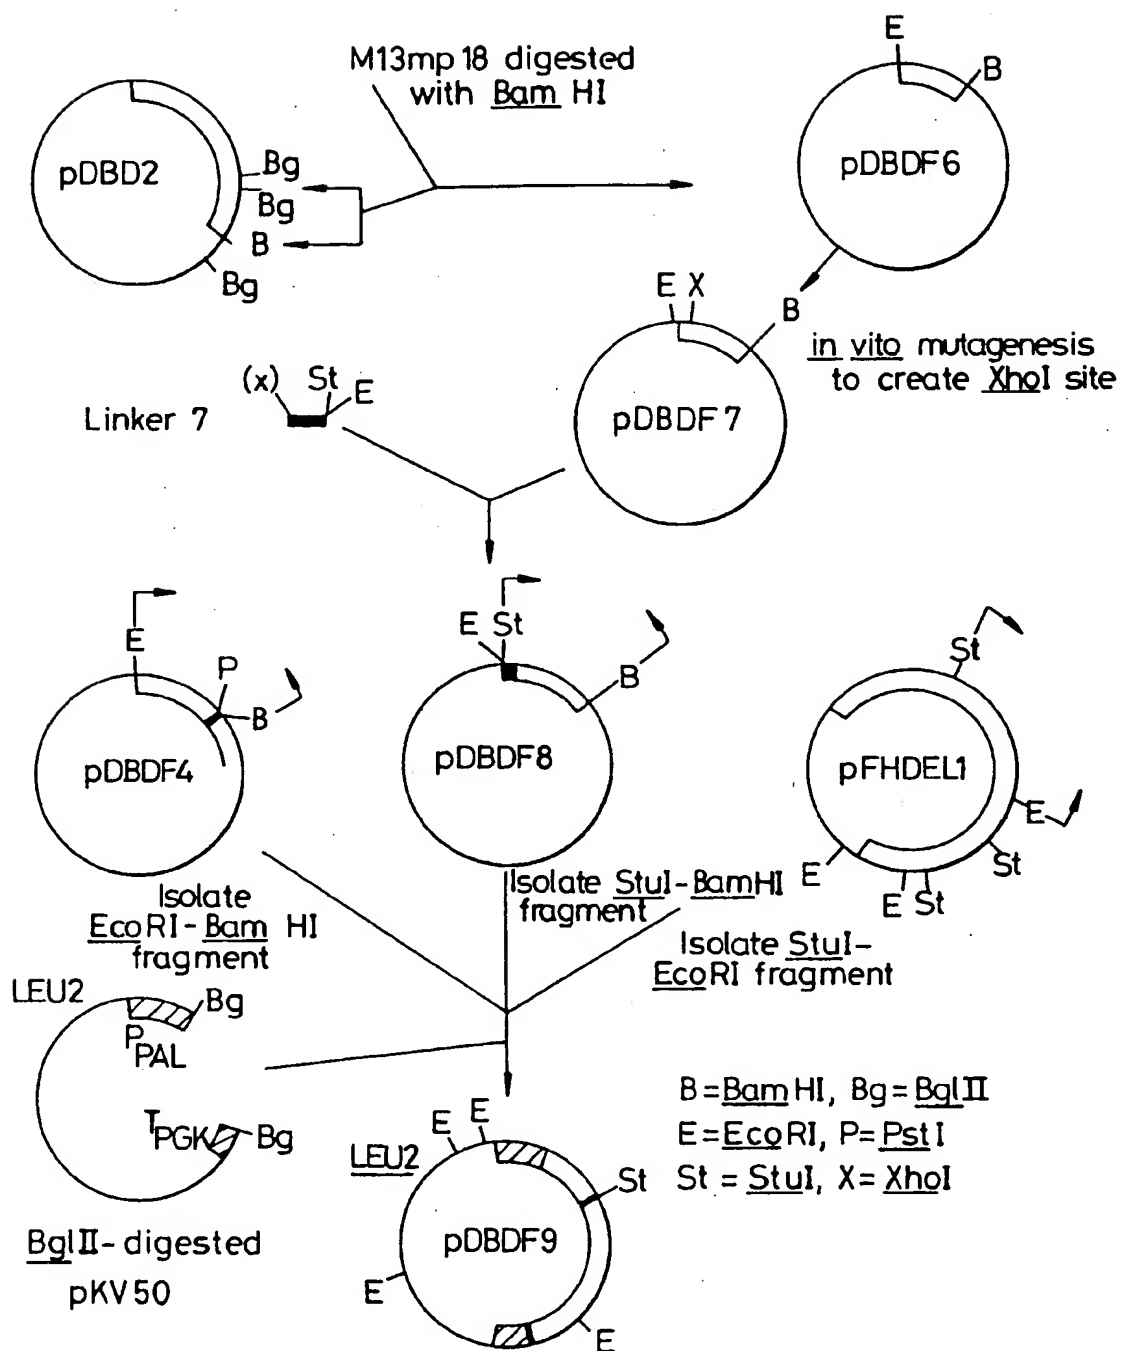 M13mp 18 digested
with Bam HI
pDBD2
Bg
Bg
B
Bg
E
B
pDBDF6
in vito mutagenesis
to create XhoI site
E X
B
pDBDF7
Linker 7
(x)
St
E
E
P
B
pDBDF4
E St
B
pDBDF8
St
E
St
E St
E
pFHDEL1
Isolate
EcoRI-Bam HI
fragment
Isolate StuI-BamHI
fragment
Isolate StuI-
EcoRI fragment
LEU2
Bg
PPAL
TPGK
Bg
BglII-digested
pKV50
E
E
LEU2
St
pDBDF9
E
E
B=BamHI, Bg=BglII
E=EcoRI, P=PstI
St = StuI, X=XhoI